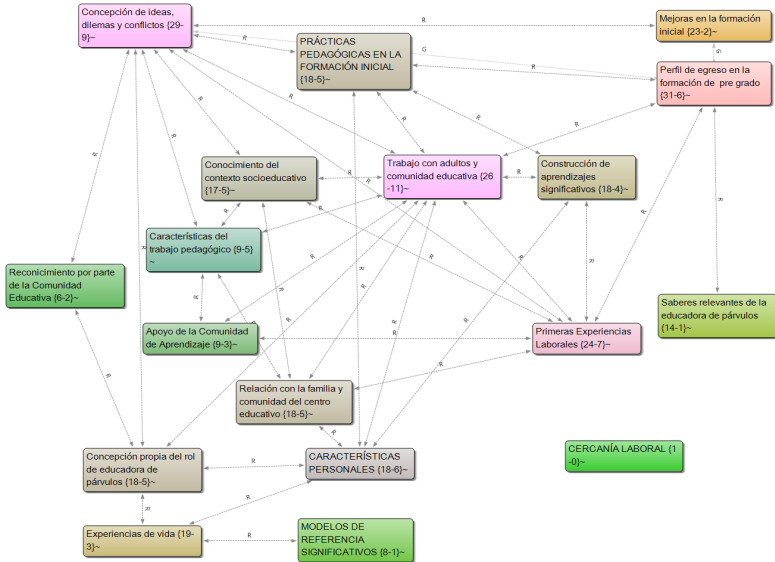 Concepción de ideas,
dilemas y conflictos {29-
9}~
R
Mejoras en la formación
inicial {23-2}~
PRÁCTICAS
PEDAGÓGICAS EN LA
FORMACIÓN INICIAL
{18-5}~
R
G
G
R
Perfil de egreso en la
formación de  pre grado
{31-6}~
R
R
R
R
R
R
Conocimiento del
contexto socioeducativo
{17-5}~
R
Trabajo con adultos y
comunidad educativa {26
-11}~
R
Construcción de
aprendizajes
significativos {18-4}~
R
R
R
R
R
Características del
trabajo pedagógico {9-5}
~
R
R
R
R
R
R
R
Reconicimiento por parte
de la Comunidad
Educativa {6-2}~
R
R
R
R
Apoyo de la Comunidad
de Aprendizaje {9-3}~
R
Primeras Experiencias
Laborales {24-7}~
Saberes relevantes de la
educadora de párvulos
{14-1}~
R
R
R
Relación con la familia y
comunidad del centro
educativo {18-5}~
R
Concepción propia del rol
de educadora de
párvulos {18-5}~
R
CARACTERÍSTICAS
PERSONALES {18-6}~
CERCANÍA LABORAL {1
-0}~
R
R
Experiencias de vida {19-
3}~
R
MODELOS DE
REFERENCIA
SIGNIFICATIVOS {8-1}~